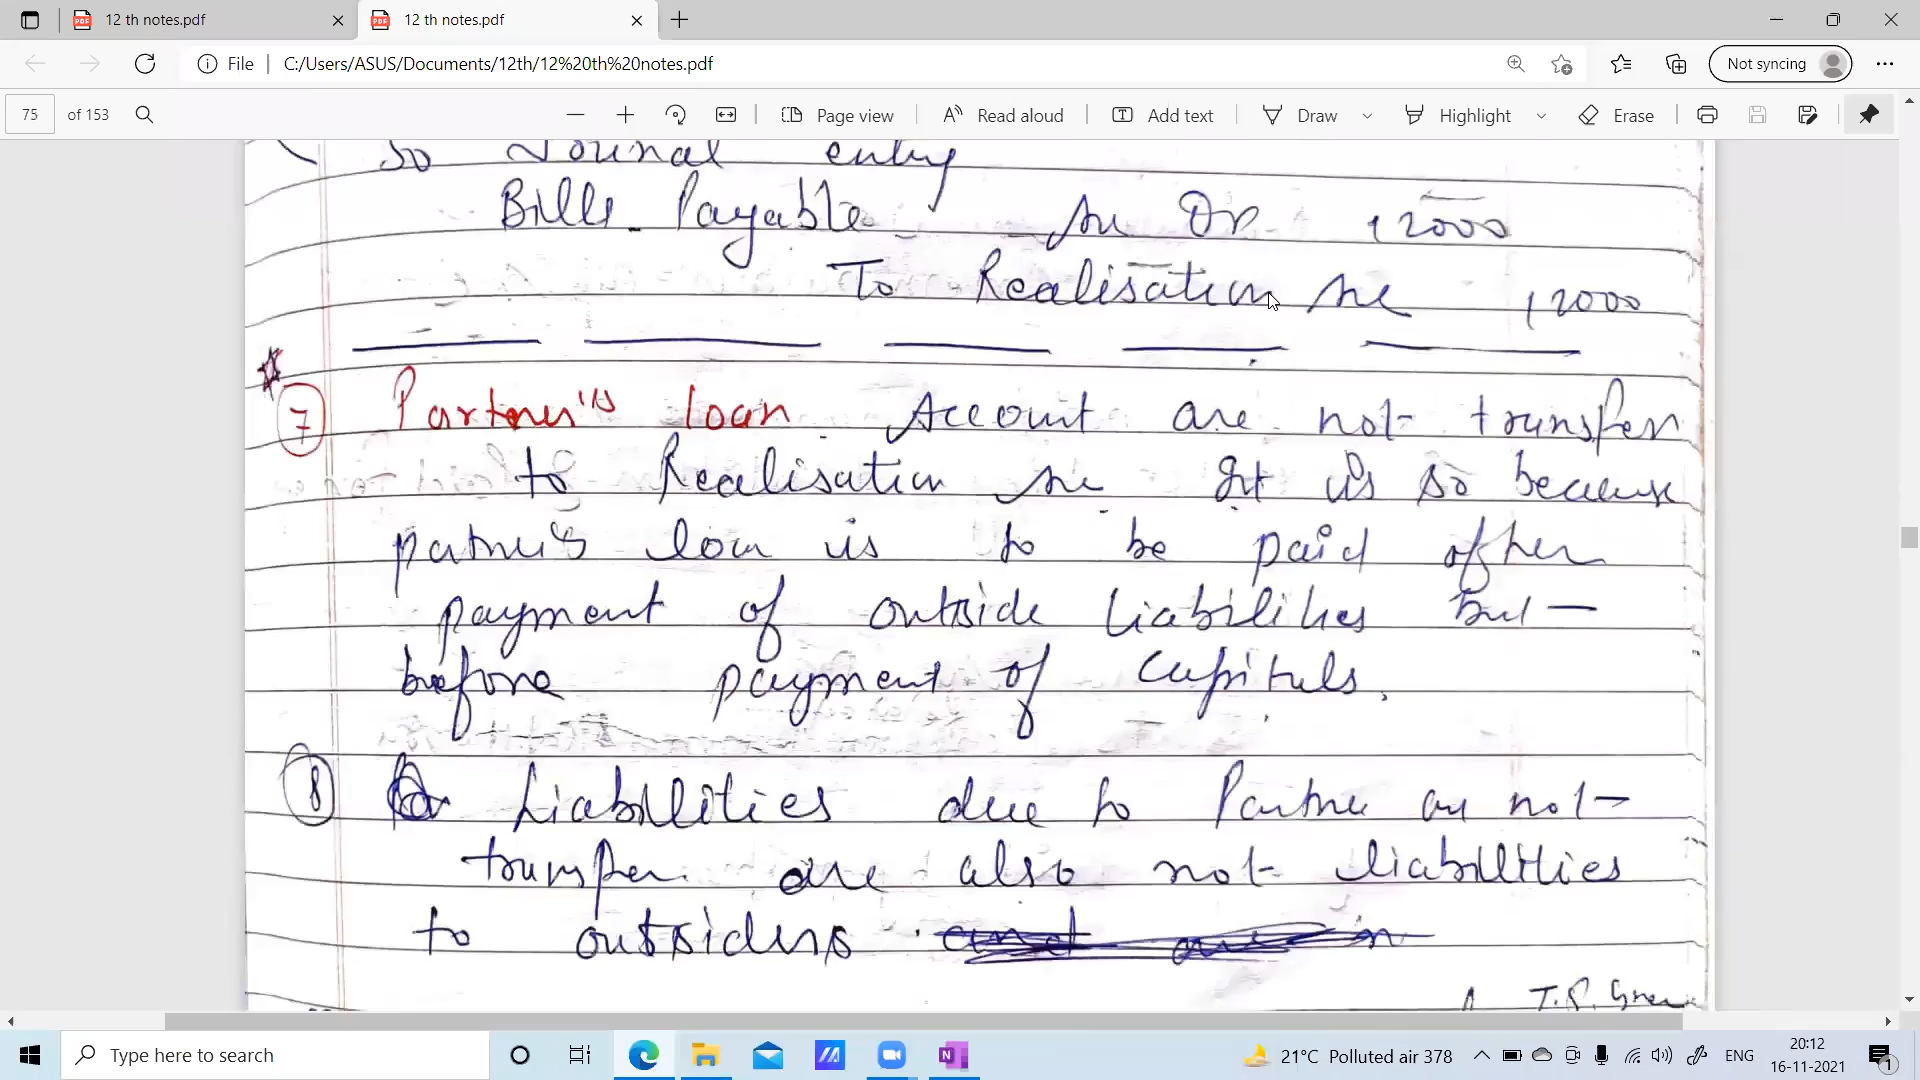 12 th notes.pdf
12 th notes.pdf
File C:/Users/ASUS/Documents/12th/12%20th%20notes.pdf
Not syncing
75 of 153
Page view Read aloud Add text Draw Highlight Erase
So Journal entry
Bills Payable A/c Dr 12000
To Realisation A/c 12000
7 Partner's loan Account are not transfer
to Realisation A/c It is so because
patner's loan is to be paid after
payment of outside liabilities but
before payment of Capitals.
8 Liabilities due to Partner are not
transfer are also not liabilities
to outsiders
T.S. Grewal
Type here to search
21°C Polluted air 378
ENG
20:12
16-11-2021
1